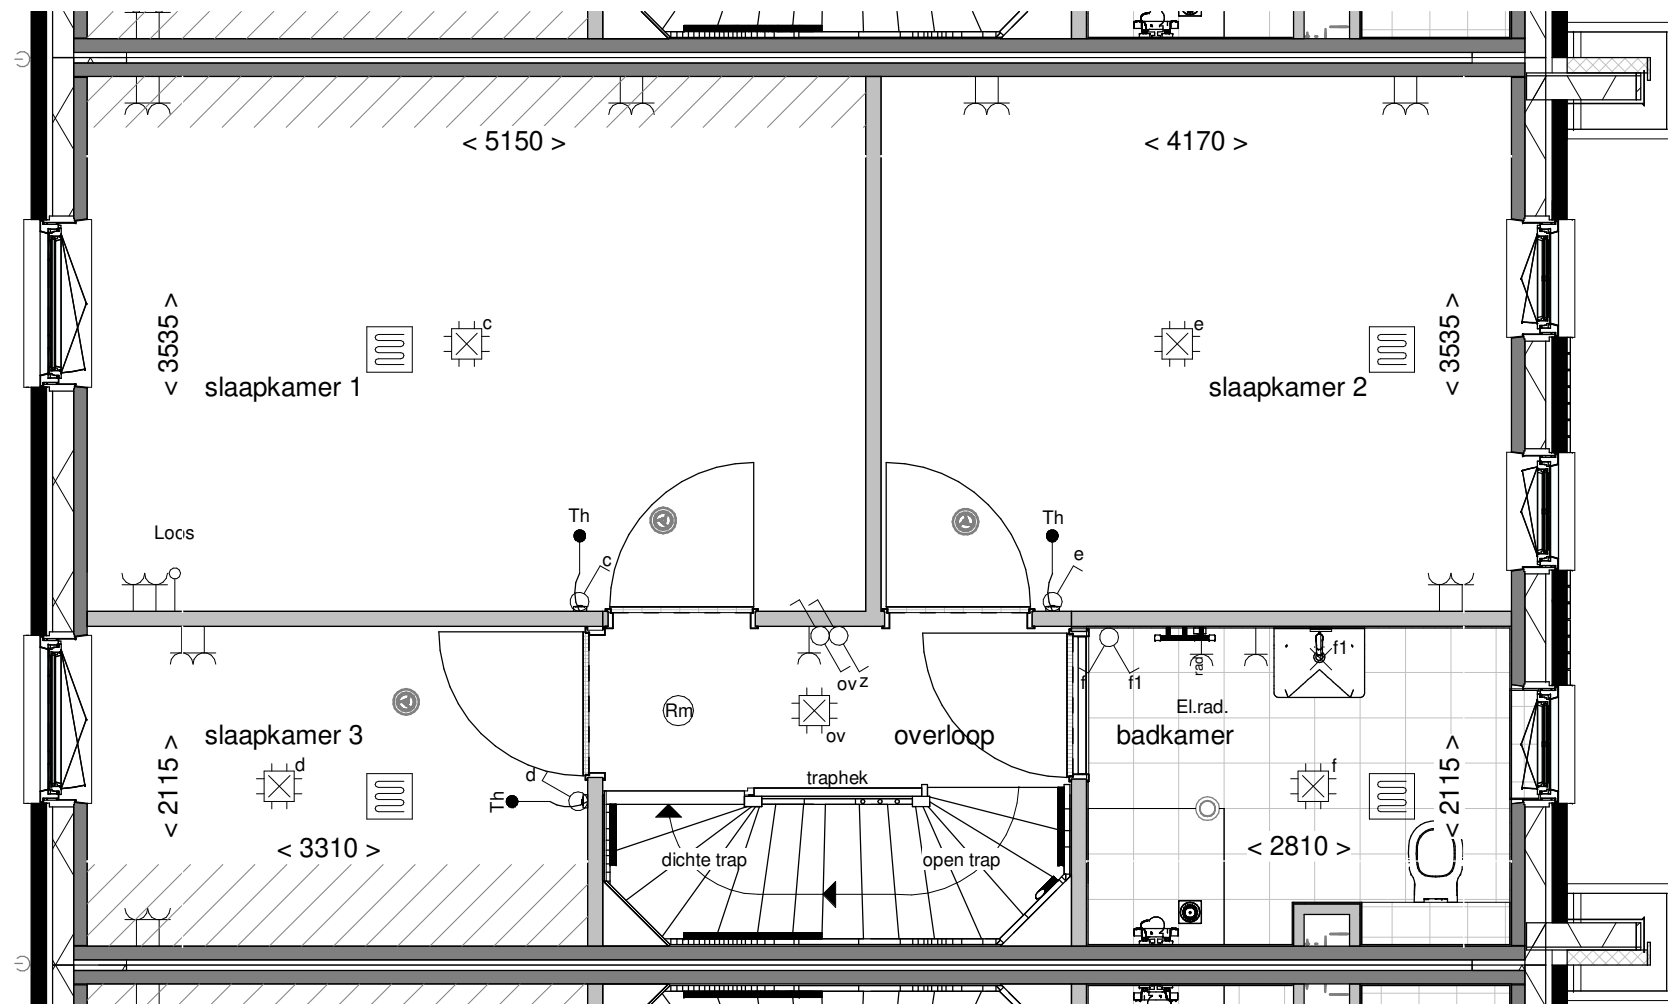 < 5150 >
< 4170 >
< 3535 >
c
slaapkamer 1
e
slaapkamer 2
< 3535 >
Loos
Th
c
Th
e
ov z
f
f1
rad
f1
El.rad.
Rm
ov
slaapkamer 3
overloop
badkamer
< 2115 >
d
d
Th
traphek
f
< 2115 >
< 3310 >
dichte trap
open trap
< 2810 >